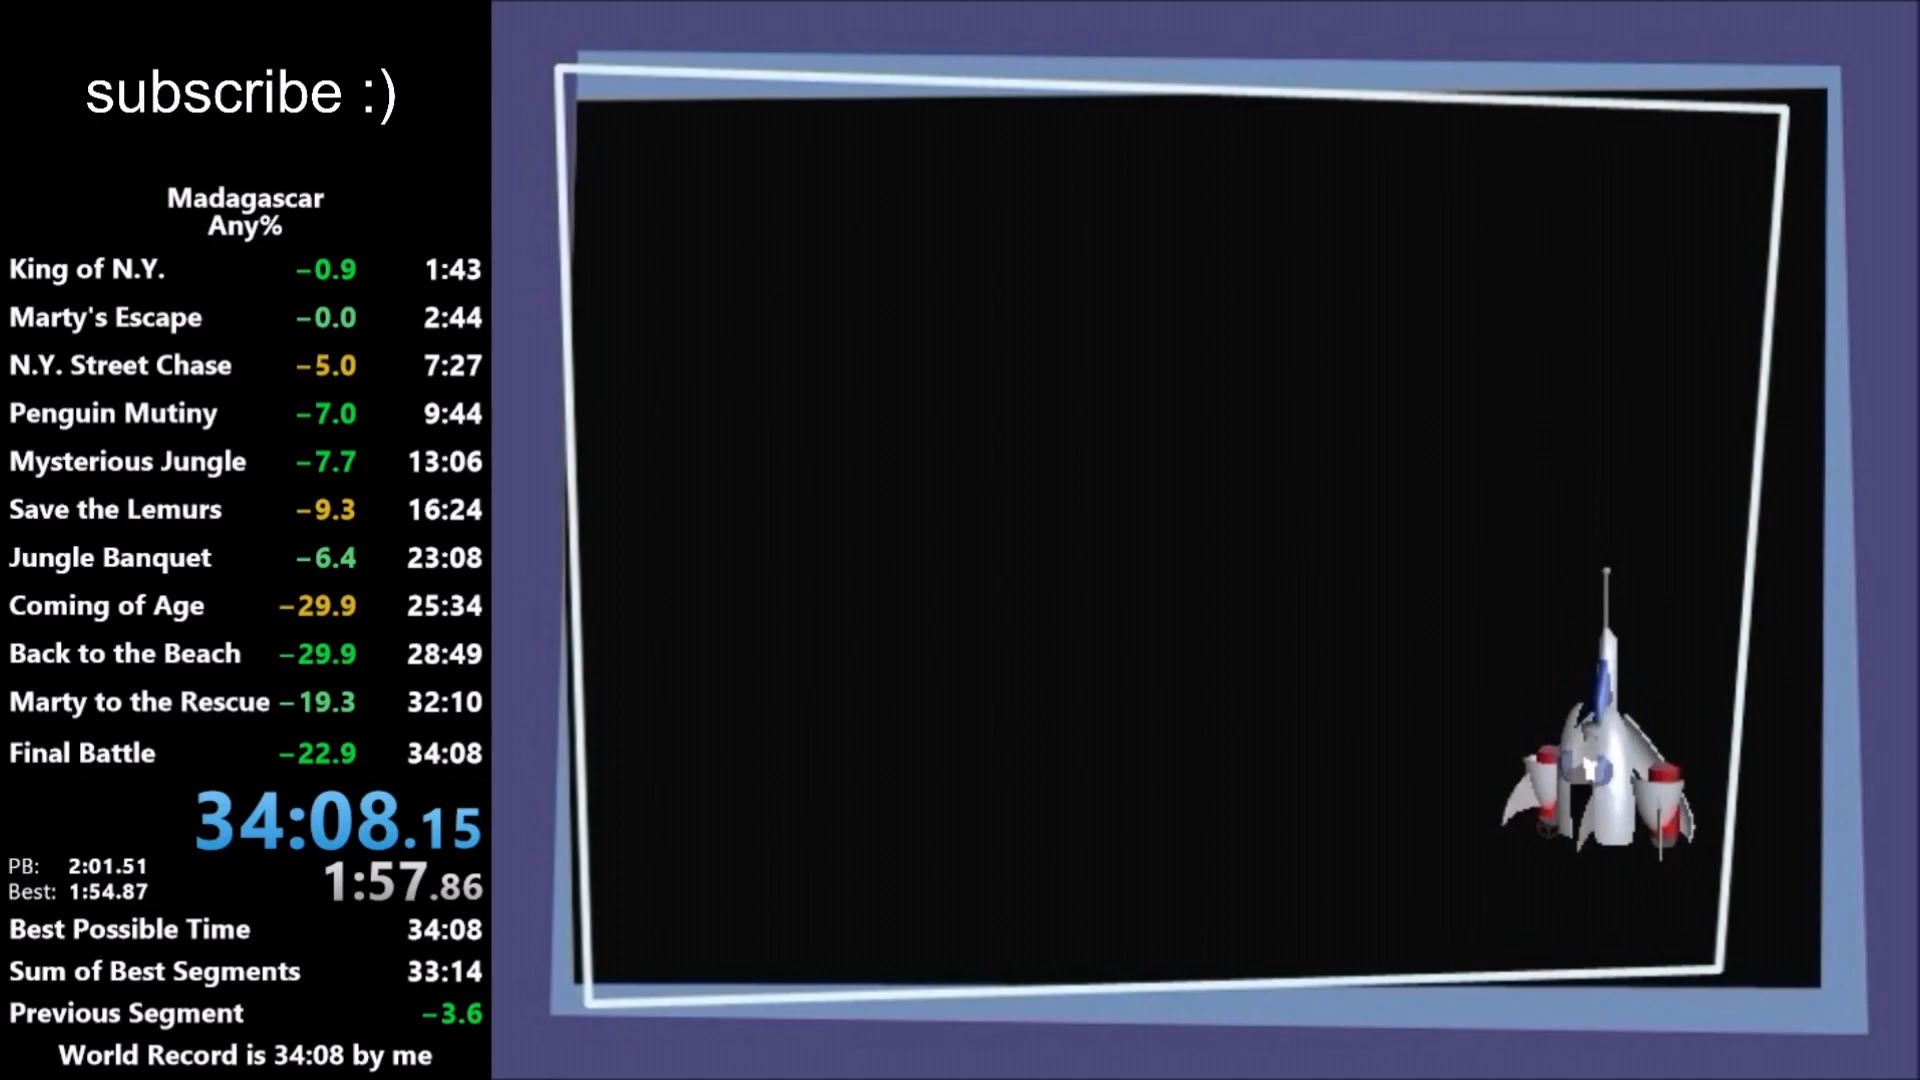 subscribe :)
Madagascar
Any%
King of N.Y. −0.9 1:43
Marty's Escape −0.0 2:44
N.Y. Street Chase −5.0 7:27
Penguin Mutiny −7.0 9:44
Mysterious Jungle −7.7 13:06
Save the Lemurs −9.3 16:24
Jungle Banquet −6.4 23:08
Coming of Age −29.9 25:34
Back to the Beach −29.9 28:49
Marty to the Rescue −19.3 32:10
Final Battle −22.9 34:08
34:08.15
PB: 2:01.51
Best: 1:54.87
1:57.86
Best Possible Time 34:08
Sum of Best Segments 33:14
Previous Segment −3.6
World Record is 34:08 by me